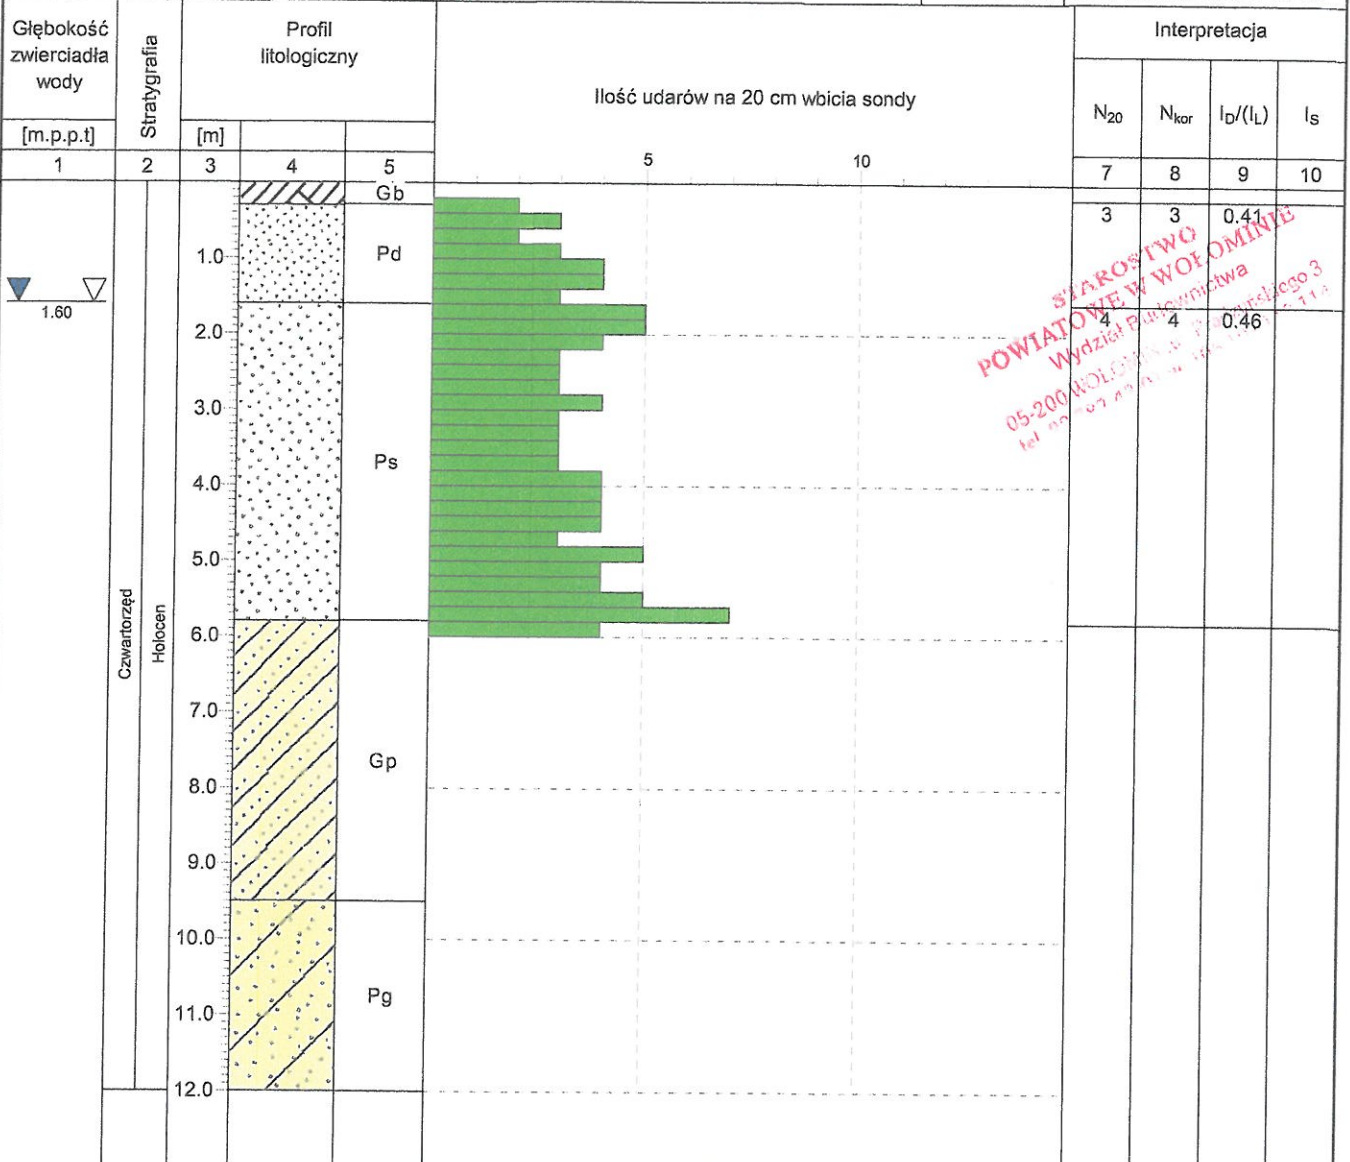 Głębokość
zwierciadła
wody
[m.p.p.t]
Stratygrafia
Profil
litologiczny
[m]
Ilość udarów na 20 cm wbicia sondy
Interpretacja
N20
Nkor
ID/(IL)
IS
1
2
3
4
5
5
10
7
8
9
10
Gb
3
3
0.41
Pd
1.0
1.60
4
4
0.46
2.0
3.0
Ps
4.0
5.0
6.0
Czwartorzęd
Holocen
7.0
Gp
8.0
9.0
10.0
Pg
11.0
12.0
STAROSTWO
POWIATOWE W WOŁOMINIE
Wydział Budownictwa
05-200
tel.